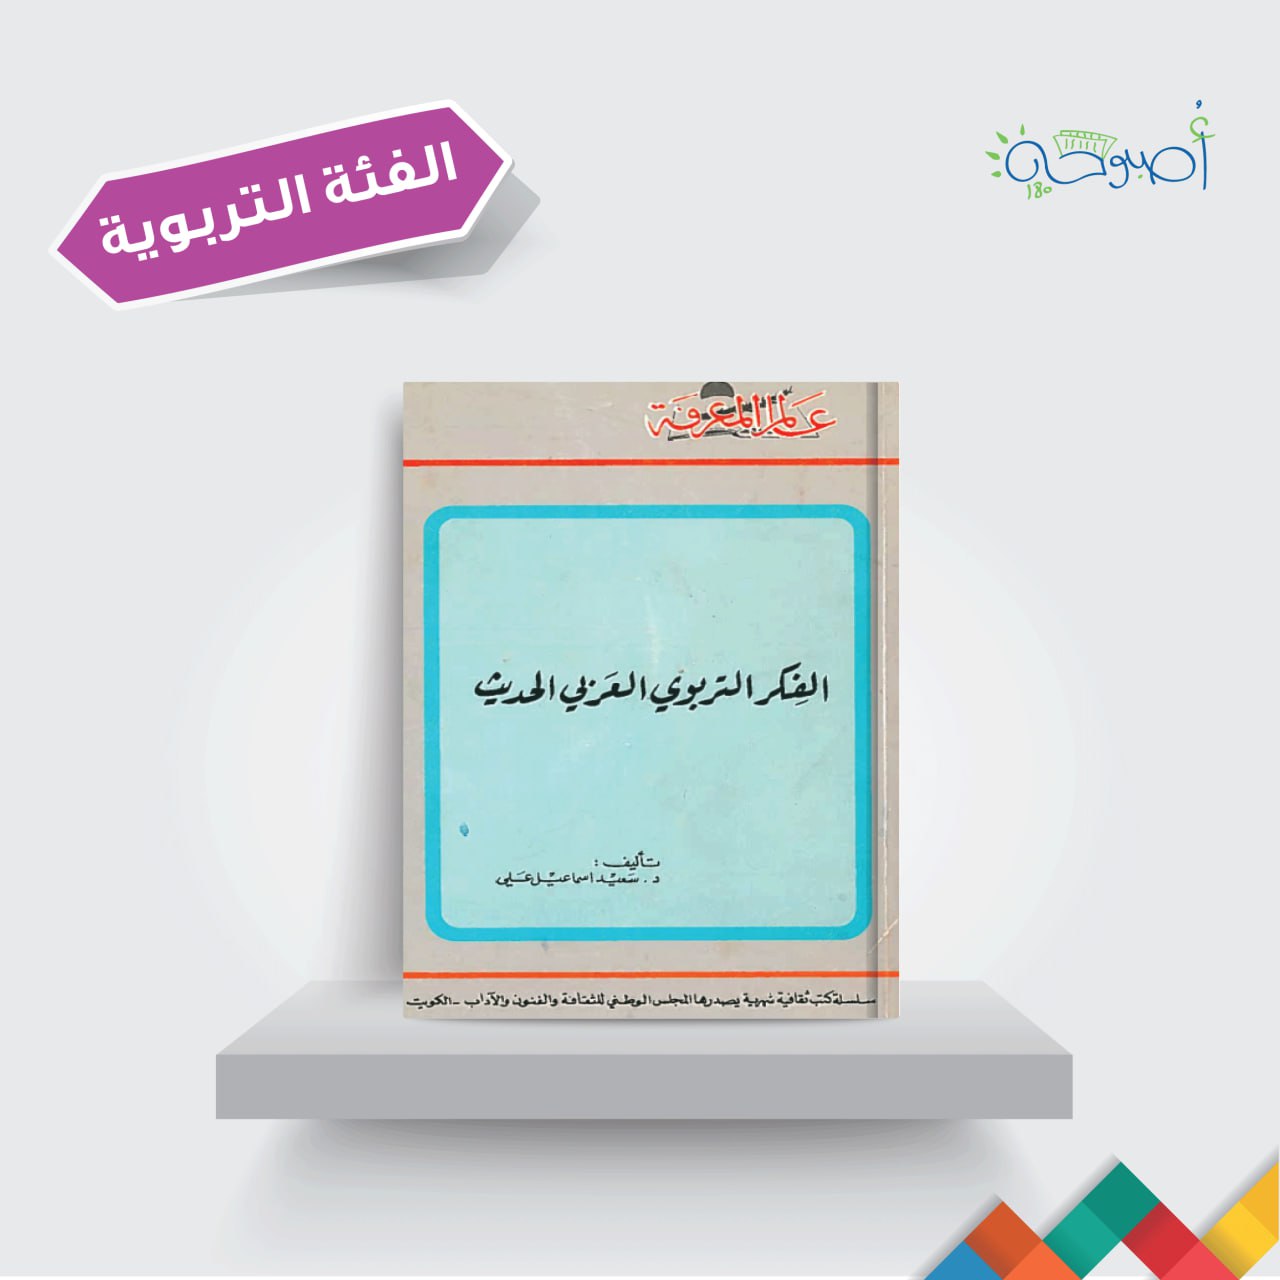 أصبوحة
180
الفئة التربوية
عالم المعرفة
الفكر التربوي العربي الحديث
تأليف:
د. سعيد اسماعيل علي
سلسلة كتب ثقافية شهرية يصدرها المجلس الوطني للثقافة والفنون والآداب - الكويت